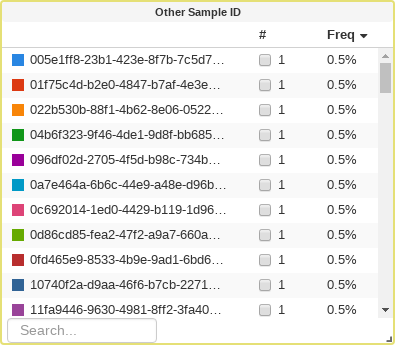 Other Sample ID
# Freq
005e1ff8-23b1-423e-8f7b-7c5d7… 1 0.5%
01f75c4d-b2e0-4847-b7af-4e3e… 1 0.5%
022b530b-88f1-4b62-8e06-0522… 1 0.5%
04b6f323-9f46-4de1-9d8f-bb685… 1 0.5%
096df02d-2705-4f5d-b98c-734b… 1 0.5%
0a7e464a-6b6c-44e9-a48e-d96b… 1 0.5%
0c692014-1ed0-4429-b119-1d96… 1 0.5%
0d86cd85-fea2-47f2-a9a7-660a… 1 0.5%
0fd465e9-8533-4b9e-9ad1-6bd6… 1 0.5%
10740f2a-d9aa-46f6-b7cb-2271… 1 0.5%
11fa9446-9630-4981-8ff2-3fa40… 1 0.5%
Search...